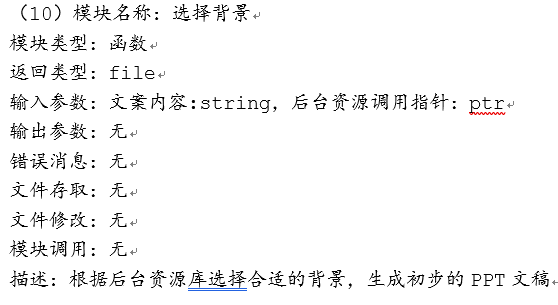 （10）模块名称：选择背景
模块类型：函数
返回类型：file
输入参数：文案内容:string，后台资源调用指针：ptr
输出参数：无
错误消息：无
文件存取：无
文件修改：无
模块调用：无
描述：根据后台资源库选择合适的背景，生成初步的PPT文稿